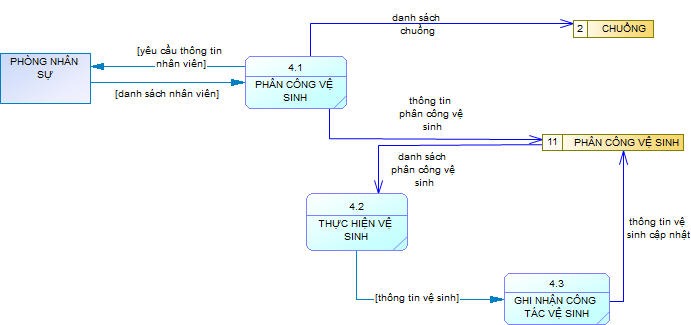 danh sách
chuồng
2 CHUỒNG
[yêu cầu thông tin
nhân viên]
PHÒNG NHÂN
SỰ
4.1
PHÂN CÔNG VỆ
SINH
[danh sách nhân viên]
thông tin
phân công vệ
sinh
11 PHÂN CÔNG VỆ SINH
danh sách
phân công vệ
sinh
4.2
THỰC HIỆN VỆ
SINH
thông tin vệ
sinh cập nhật
4.3
GHI NHẬN CÔNG
TÁC VỆ SINH
[thông tin vệ sinh]